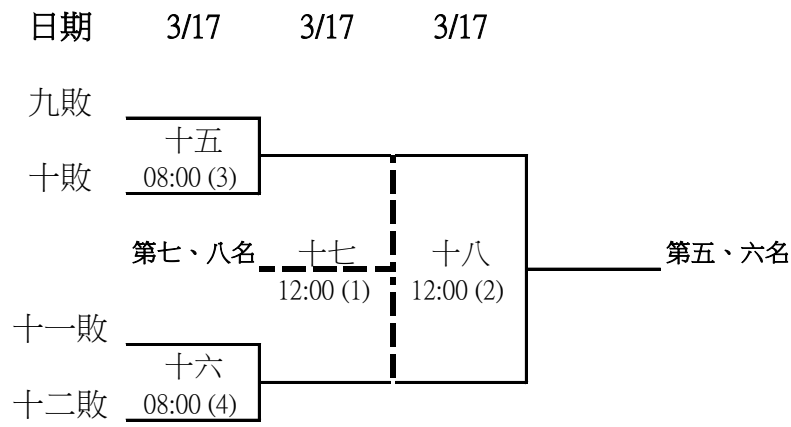 日期 3/17 3/17 3/17
九敗
十五
十敗 08:00 (3)
第七、八名 十七 十八 第五、六名
12:00 (1) 12:00 (2)
十一敗
十六
十二敗 08:00 (4)